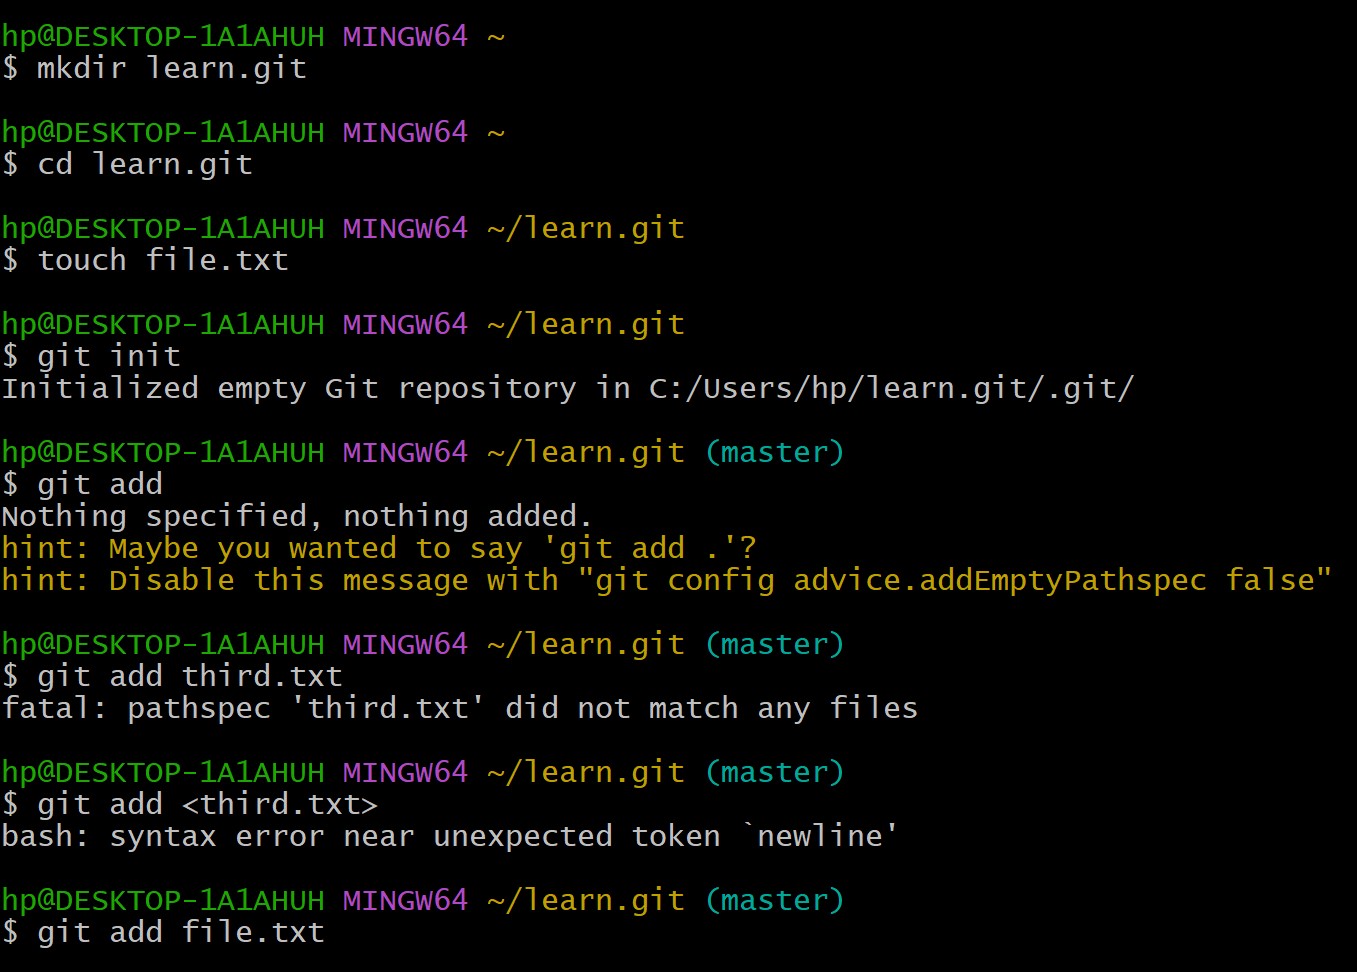 hp@DESKTOP-1A1AHUH MINGW64 ~
$ mkdir learn.git
hp@DESKTOP-1A1AHUH MINGW64 ~
$ cd learn.git
hp@DESKTOP-1A1AHUH MINGW64 ~/learn.git
$ touch file.txt
hp@DESKTOP-1A1AHUH MINGW64 ~/learn.git
$ git init
Initialized empty Git repository in C:/Users/hp/learn.git/.git/
hp@DESKTOP-1A1AHUH MINGW64 ~/learn.git (master)
$ git add
Nothing specified, nothing added.
hint: Maybe you wanted to say 'git add .'?
hint: Disable this message with "git config advice.addEmptyPathspec false"
hp@DESKTOP-1A1AHUH MINGW64 ~/learn.git (master)
$ git add third.txt
fatal: pathspec 'third.txt' did not match any files
hp@DESKTOP-1A1AHUH MINGW64 ~/learn.git (master)
$ git add <third.txt>
bash: syntax error near unexpected token `newline'
hp@DESKTOP-1A1AHUH MINGW64 ~/learn.git (master)
$ git add file.txt